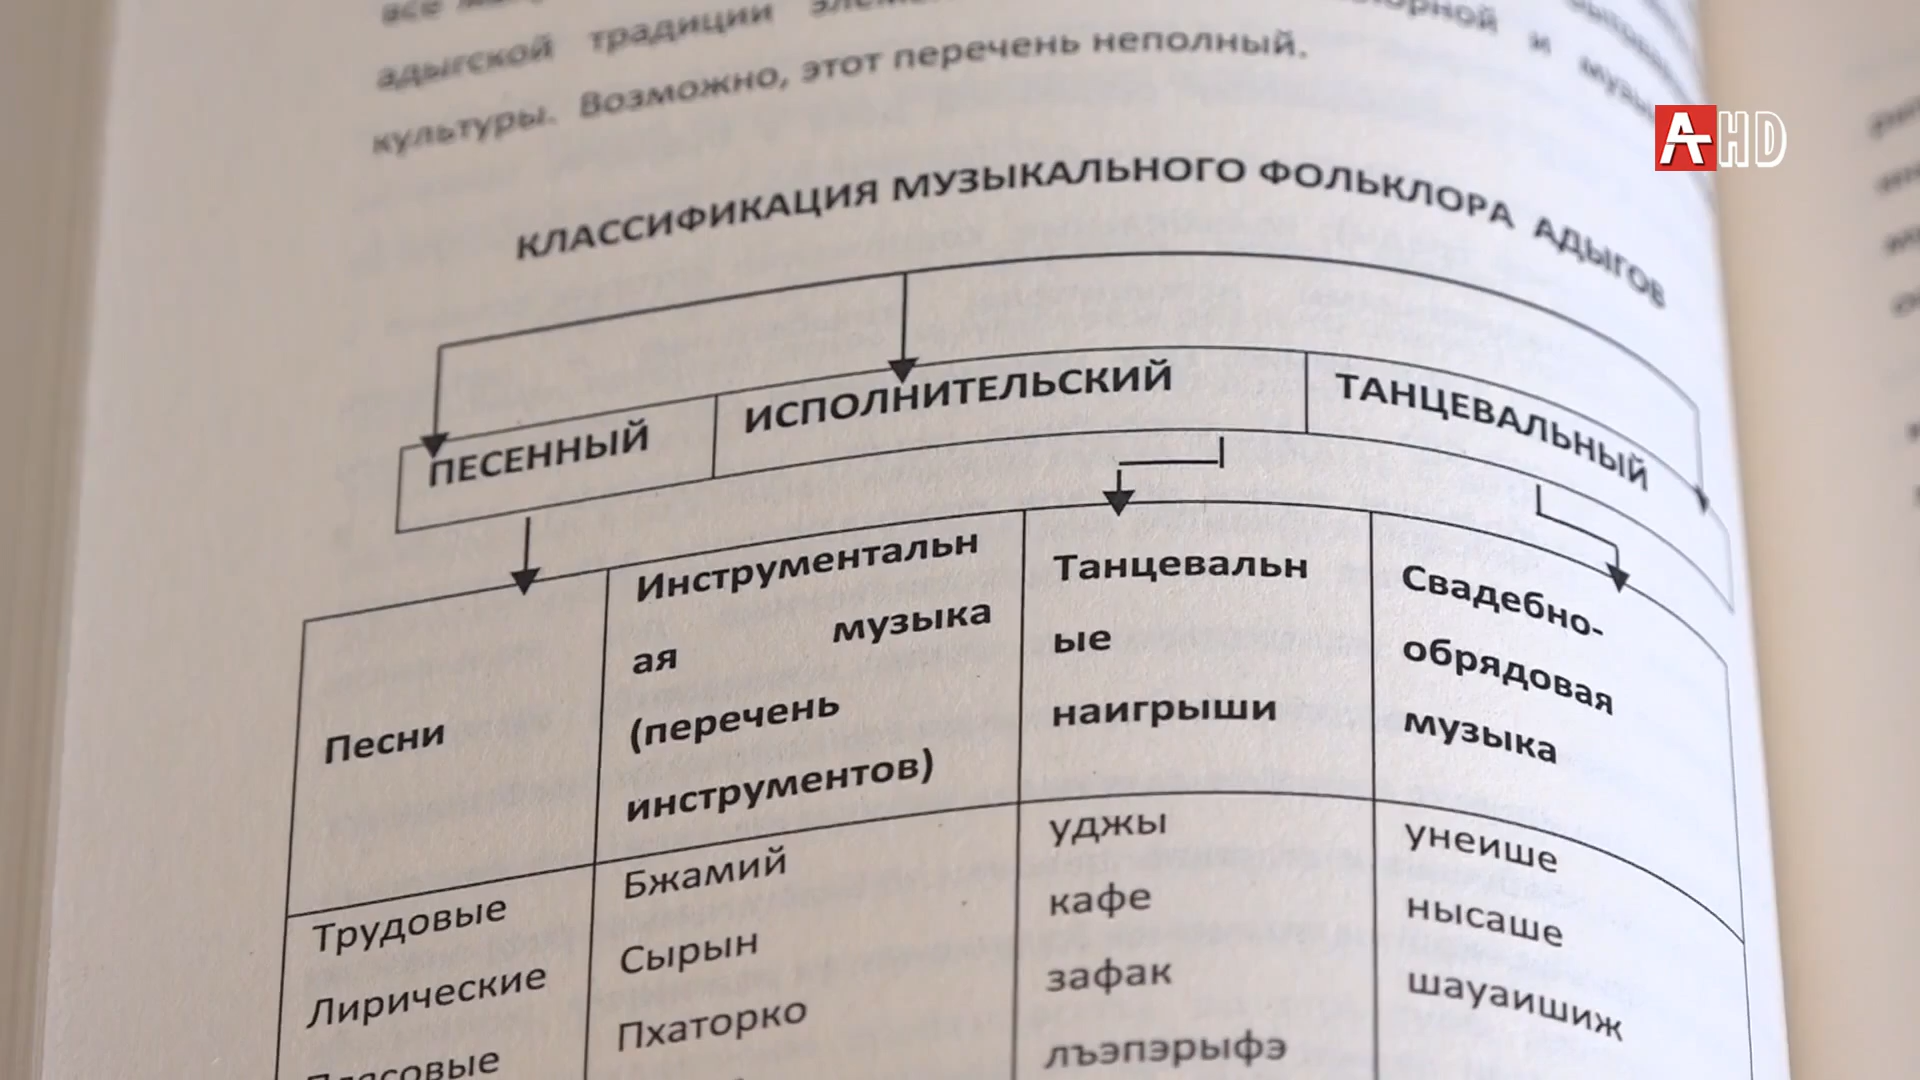 все
адыгской традиции и
культуры. Возможно, этот перечень неполный.
AHD
КЛАССИФИКАЦИЯ МУЗЫКАЛЬНОГО ФОЛЬКЛОРА АДЫГОВ
ПЕСЕННЫЙ ИСПОЛНИТЕЛЬСКИЙ ТАНЦЕВАЛЬНЫЙ
Песни
Инструментальн
ая музыка
(перечень
инструментов)
Танцевальн
ые
наигрыши
Свадебно-
обрядовая
музыка
Трудовые
Лирические
Бжамий
Сырын
Пхаторко
уджы
кафе
зафак
лъэпэрыфэ
унеише
нысаше
шауаишиж